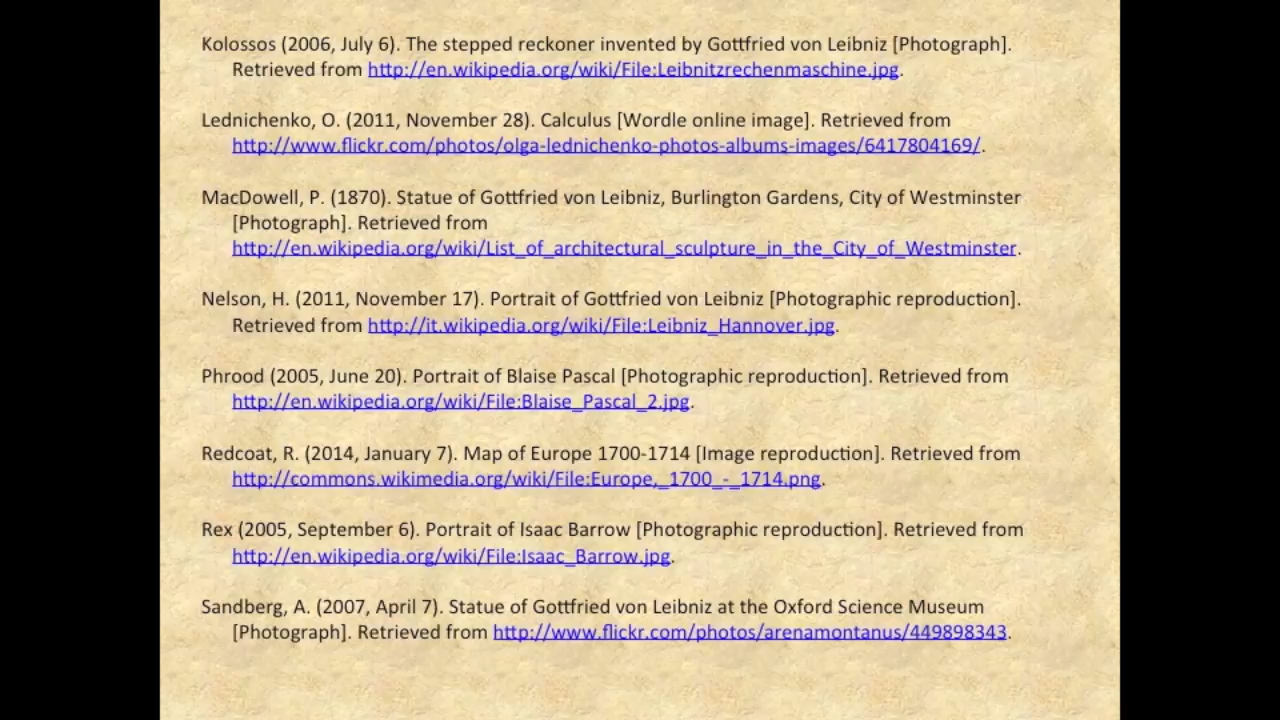 Kolossos (2006, July 6). The stepped reckoner invented by Gottfried von Leibniz [Photograph].
Retrieved from http://en.wikipedia.org/wiki/File:Leibnitzrechenmaschine.jpg.
Lednichenko, O. (2011, November 28). Calculus [Wordle online image]. Retrieved from
http://www.flickr.com/photos/olga-lednichenko-photos-albums-images/6417804169/.
MacDowell, P. (1870). Statue of Gottfried von Leibniz, Burlington Gardens, City of Westminster
[Photograph]. Retrieved from
http://en.wikipedia.org/wiki/List_of_architectural_sculpture_in_the_City_of_Westminster.
Nelson, H. (2011, November 17). Portrait of Gottfried von Leibniz [Photographic reproduction].
Retrieved from http://it.wikipedia.org/wiki/File:Leibniz_Hannover.jpg.
Phrood (2005, June 20). Portrait of Blaise Pascal [Photographic reproduction]. Retrieved from
http://en.wikipedia.org/wiki/File:Blaise_Pascal_2.jpg.
Redcoat, R. (2014, January 7). Map of Europe 1700-1714 [Image reproduction]. Retrieved from
http://commons.wikimedia.org/wiki/File:Europe,_1700_-_1714.png.
Rex (2005, September 6). Portrait of Isaac Barrow [Photographic reproduction]. Retrieved from
http://en.wikipedia.org/wiki/File:Isaac_Barrow.jpg.
Sandberg, A. (2007, April 7). Statue of Gottfried von Leibniz at the Oxford Science Museum
[Photograph]. Retrieved from http://www.flickr.com/photos/arenamontanus/449898343.